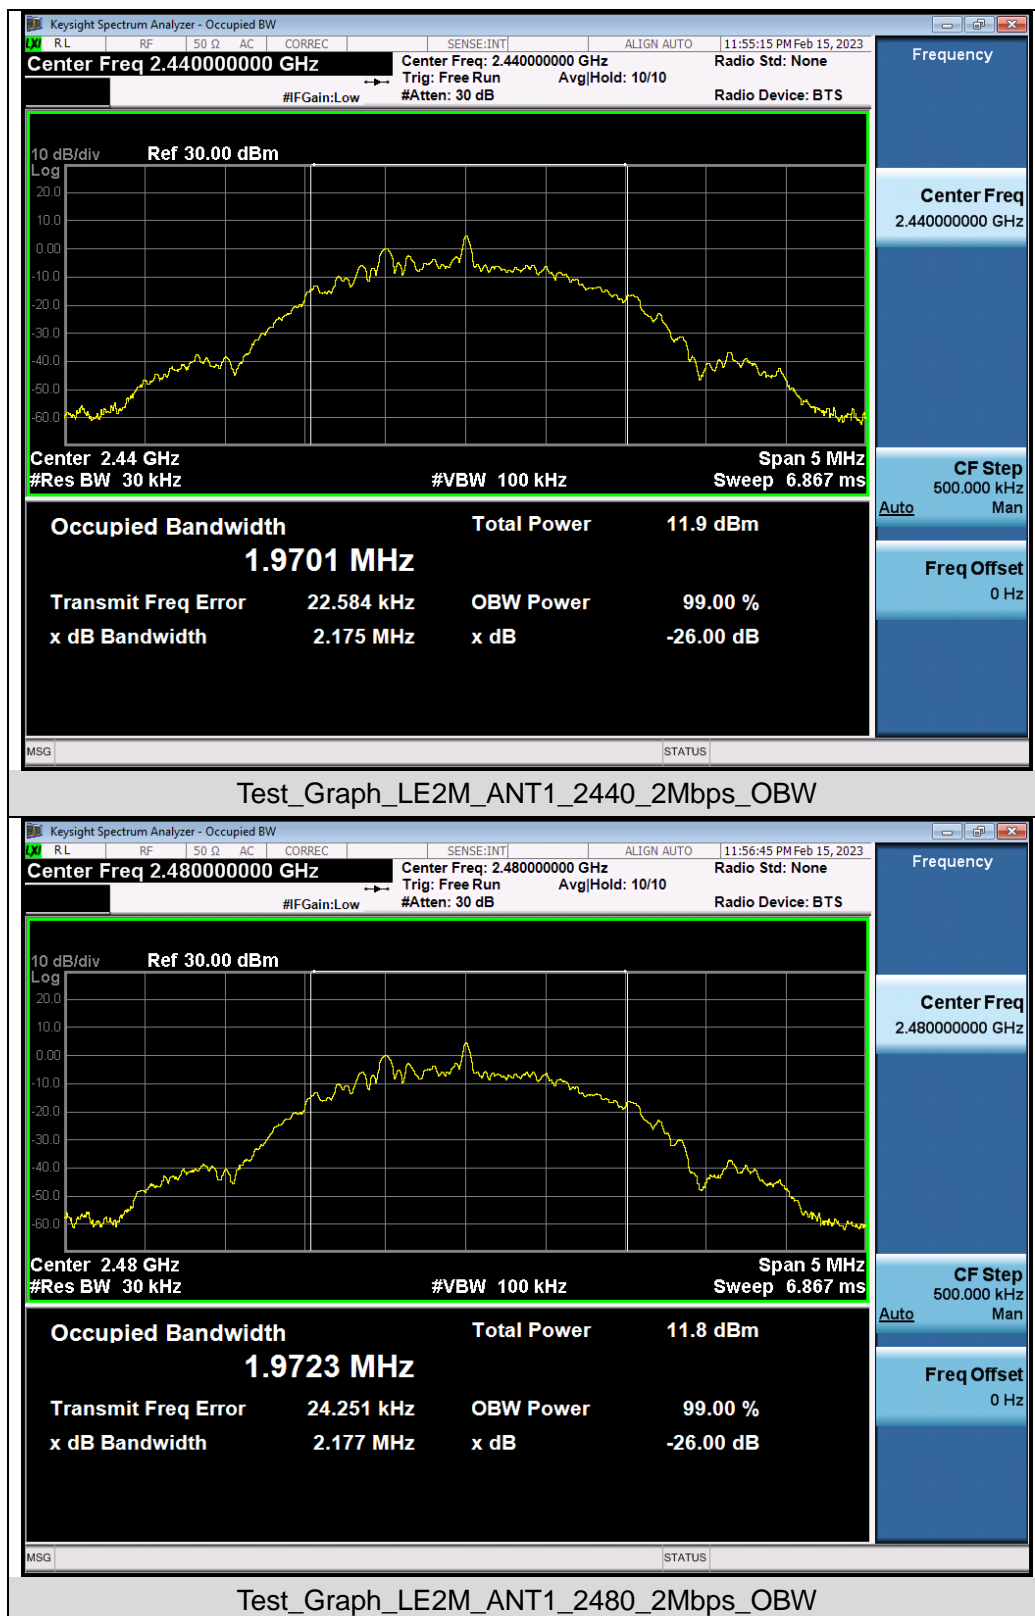 Keysight Spectrum Analyzer - Occupied BW
LXI RL RF 50 Ω AC CORREC SENSE:INT ALIGN AUTO 11:55:15 PM Feb 15, 2023
Center Freq 2.440000000 GHz Center Freq: 2.440000000 GHz Radio Std: None
Trig: Free Run Avg|Hold: 10/10
#IFGain:Low #Atten: 30 dB Radio Device: BTS
Frequency
10 dB/div Ref 30.00 dBm
Log
20.0
10.0
0.00
-10.0
-20.0
-30.0
-40.0
-50.0
-60.0
Center Freq
2.440000000 GHz
Center 2.44 GHz Span 5 MHz
#Res BW 30 kHz #VBW 100 kHz Sweep 6.867 ms
CF Step
500.000 kHz
Auto Man
Freq Offset
0 Hz
Occupied Bandwidth Total Power 11.9 dBm
1.9701 MHz
Transmit Freq Error 22.584 kHz OBW Power 99.00 %
x dB Bandwidth 2.175 MHz x dB -26.00 dB
MSG STATUS
Test_Graph_LE2M_ANT1_2440_2Mbps_OBW
Keysight Spectrum Analyzer - Occupied BW
LXI RL RF 50 Ω AC CORREC SENSE:INT ALIGN AUTO 11:56:45 PM Feb 15, 2023
Center Freq 2.480000000 GHz Center Freq: 2.480000000 GHz Radio Std: None
Trig: Free Run Avg|Hold: 10/10
#IFGain:Low #Atten: 30 dB Radio Device: BTS
Frequency
10 dB/div Ref 30.00 dBm
Log
20.0
10.0
0.00
-10.0
-20.0
-30.0
-40.0
-50.0
-60.0
Center Freq
2.480000000 GHz
Center 2.48 GHz Span 5 MHz
#Res BW 30 kHz #VBW 100 kHz Sweep 6.867 ms
CF Step
500.000 kHz
Auto Man
Freq Offset
0 Hz
Occupied Bandwidth Total Power 11.8 dBm
1.9723 MHz
Transmit Freq Error 24.251 kHz OBW Power 99.00 %
x dB Bandwidth 2.177 MHz x dB -26.00 dB
MSG STATUS
Test_Graph_LE2M_ANT1_2480_2Mbps_OBW